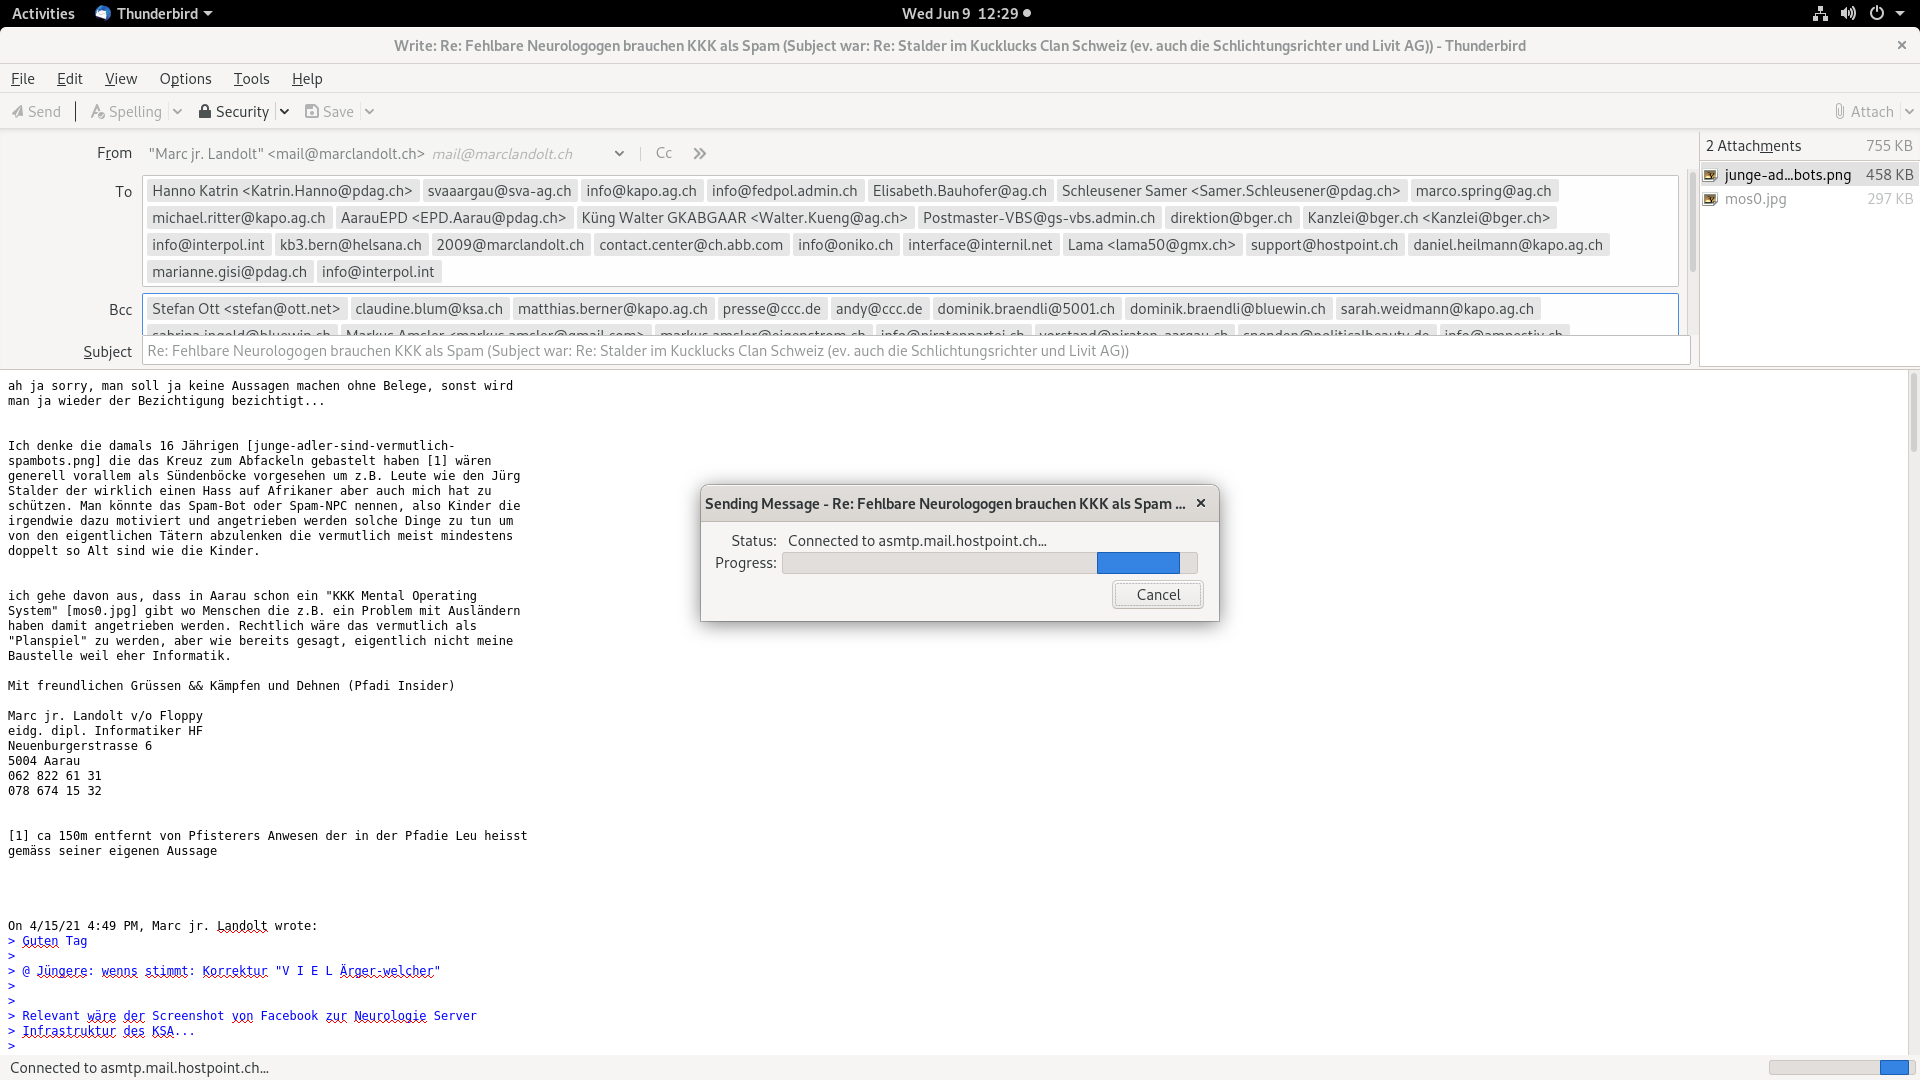 Activities Thunderbird Wed Jun 9 12:29
Write: Re: Fehlbare Neurologogen brauchen KKK als Spam (Subject war: Re: Stalder im Kucklucks Clan Schweiz (ev. auch die Schlichtungsrichter und Livit AG)) - Thunderbird
File Edit View Options Tools Help
Send Spelling Security Save Attach
From "Marc jr. Landolt" <mail@marclandolt.ch> mail@marclandolt.ch Cc
2 Attachments 755 KB
junge-ad...bots.png 458 KB
mos0.jpg 297 KB
To Hanno Katrin <Katrin.Hanno@pdag.ch> svaaargau@sva-ag.ch info@kapo.ag.ch info@fedpol.admin.ch Elisabeth.Bauhofer@ag.ch Schleusener Samer <Samer.Schleusener@pdag.ch> marco.spring@ag.ch
michael.ritter@kapo.ag.ch AarauEPD <EPD.Aarau@pdag.ch> Küng Walter GKABGAAR <Walter.Kueng@ag.ch> Postmaster-VBS@gs-vbs.admin.ch direktion@bger.ch Kanzlei@bger.ch <Kanzlei@bger.ch>
info@interpol.int kb3.bern@helsana.ch 2009@marclandolt.ch contact.center@ch.abb.com info@oniko.ch interface@internil.net Lama <lama50@gmx.ch> support@hostpoint.ch daniel.heilmann@kapo.ag.ch
marianne.gisi@pdag.ch info@interpol.int
Bcc Stefan Ott <stefan@ott.net> claudine.blum@ksa.ch matthias.berner@kapo.ag.ch presse@ccc.de andy@ccc.de dominik.braendli@5001.ch dominik.braendli@bluewin.ch sarah.weidmann@kapo.ag.ch
Subject Re: Fehlbare Neurologogen brauchen KKK als Spam (Subject war: Re: Stalder im Kucklucks Clan Schweiz (ev. auch die Schlichtungsrichter und Livit AG))
ah ja sorry, man soll ja keine Aussagen machen ohne Belege, sonst wird
man ja wieder der Bezichtigung bezichtigt...
Ich denke die damals 16 Jährigen [junge-adler-sind-vermutlich-
spambots.png] die das Kreuz zum Abfackeln gebastelt haben [1] wären
generell vorallem als Sündenböcke vorgesehen um z.B. Leute wie den Jürg
Stalder der wirklich einen Hass auf Afrikaner aber auch mich hat zu
schützen. Man könnte das Spam-Bot oder Spam-NPC nennen, also Kinder die
irgendwie dazu motiviert und angetrieben werden solche Dinge zu tun um
von den eigentlichen Tätern abzulenken die vermutlich meist mindestens
doppelt so Alt sind wie die Kinder.
ich gehe davon aus, dass in Aarau schon ein "KKK Mental Operating
System" [mos0.jpg] gibt wo Menschen die z.B. ein Problem mit Ausländern
haben damit angetrieben werden. Rechtlich wäre das vermutlich als
"Planspiel" zu werden, aber wie bereits gesagt, eigentlich nicht meine
Baustelle weil eher Informatik.
Mit freundlichen Grüssen && Kämpfen und Dehnen (Pfadi Insider)
Marc jr. Landolt v/o Floppy
eidg. dipl. Informatiker HF
Neuenburgerstrasse 6
5004 Aarau
062 822 61 31
078 674 15 32
[1] ca 150m entfernt von Pfisterers Anwesen der in der Pfadie Leu heisst
gemäss seiner eigenen Aussage
On 4/15/21 4:49 PM, Marc jr. Landolt wrote:
> Guten Tag
>
> @ Jüngere: wenns stimmt: Korrektur "V I E L Ärger-welcher"
>
>
> Relevant wäre der Screenshot von Facebook zur Neurologie Server
> Infrastruktur des KSA...
>
Sending Message - Re: Fehlbare Neurologogen brauchen KKK als Spam ...
Status: Connected to asmtp.mail.hostpoint.ch...
Progress:
Cancel
Connected to asmtp.mail.hostpoint.ch...